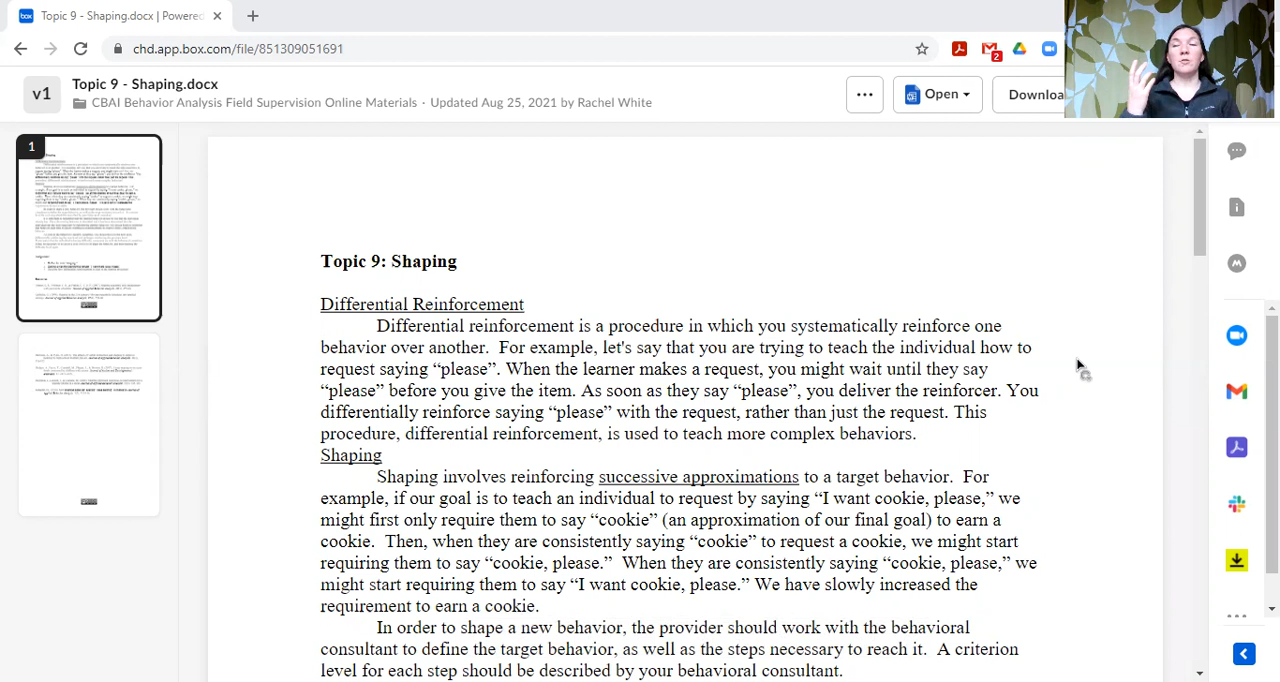 box Topic 9 - Shaping.docx | Powered
chd.app.box.com/file/851309051691
2
v1
Topic 9 - Shaping.docx
CBAI Behavior Analysis Field Supervision Online Materials · Updated Aug 25, 2021 by Rachel White
Open
Downloa
1
Topic 9: Shaping
Differential Reinforcement
Differential reinforcement is a procedure in which you systematically reinforce one
behavior over another.  For example, let's say that you are trying to teach the individual how to
request saying “please”. When the learner makes a request, you might wait until they say
“please” before you give the item. As soon as they say “please”, you deliver the reinforcer. You
differentially reinforce saying “please” with the request, rather than just the request. This
procedure, differential reinforcement, is used to teach more complex behaviors.
Shaping
Shaping involves reinforcing successive approximations to a target behavior.  For
example, if our goal is to teach an individual to request by saying “I want cookie, please,” we
might first only require them to say “cookie” (an approximation of our final goal) to earn a
cookie.  Then, when they are consistently saying “cookie” to request a cookie, we might start
requiring them to say “cookie, please.”  When they are consistently saying “cookie, please,” we
might start requiring them to say “I want cookie, please.” We have slowly increased the
requirement to earn a cookie.
In order to shape a new behavior, the provider should work with the behavioral
consultant to define the target behavior, as well as the steps necessary to reach it.  A criterion
level for each step should be described by your behavioral consultant.